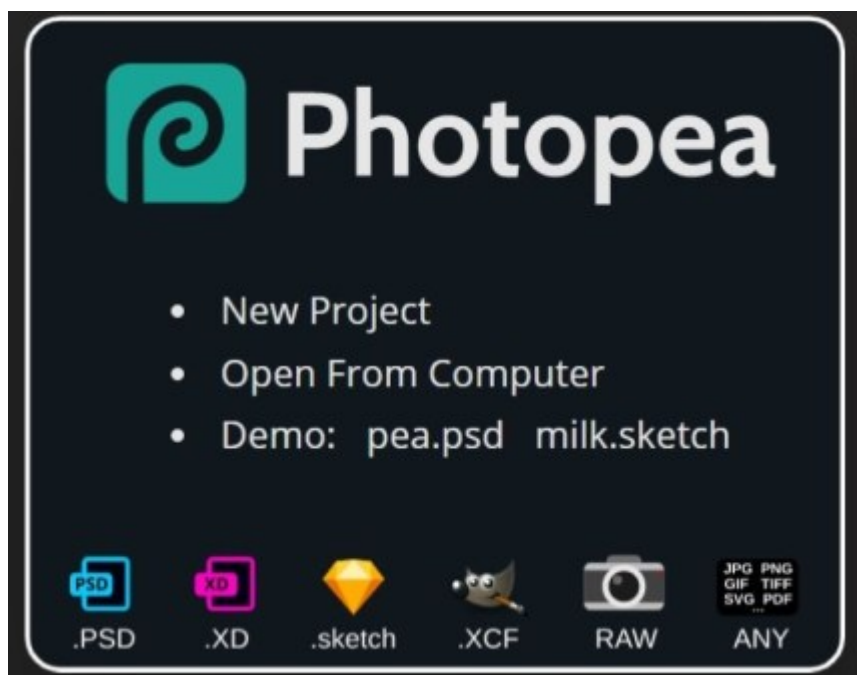 Photopea
• New Project
• Open From Computer
• Demo: pea.psd milk.sketch
PSD XD JPG PNG
GIF TIFF
SVG PDF
...
.PSD .XD .sketch .XCF RAW ANY